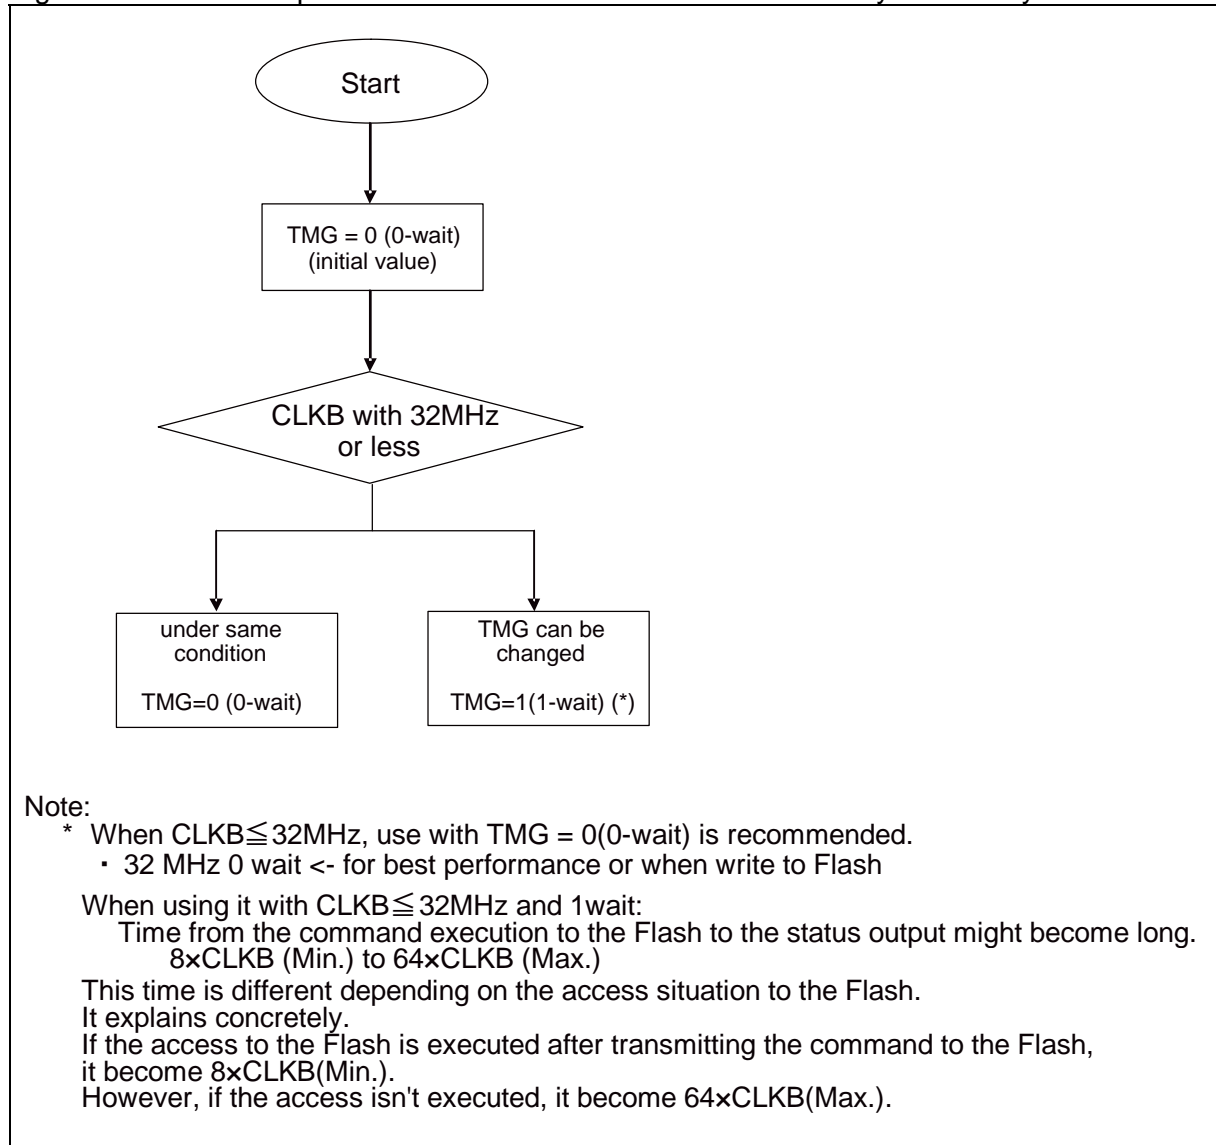 Start
TMG = 0 (0-wait)
(initial value)
CLKB with 32MHz
or less
under same
condition
TMG=0 (0-wait)
TMG can be
changed
TMG=1(1-wait) (*)
Note:
* When CLKB≦32MHz, use with TMG = 0(0-wait) is recommended.
・ 32 MHz 0 wait <- for best performance or when write to Flash
When using it with CLKB≦32MHz and 1wait:
Time from the command execution to the Flash to the status output might become long.
8×CLKB (Min.) to 64×CLKB (Max.)
This time is different depending on the access situation to the Flash.
It explains concretely.
If the access to the Flash is executed after transmitting the command to the Flash,
it become 8×CLKB(Min.).
However, if the access isn't executed, it become 64×CLKB(Max.).